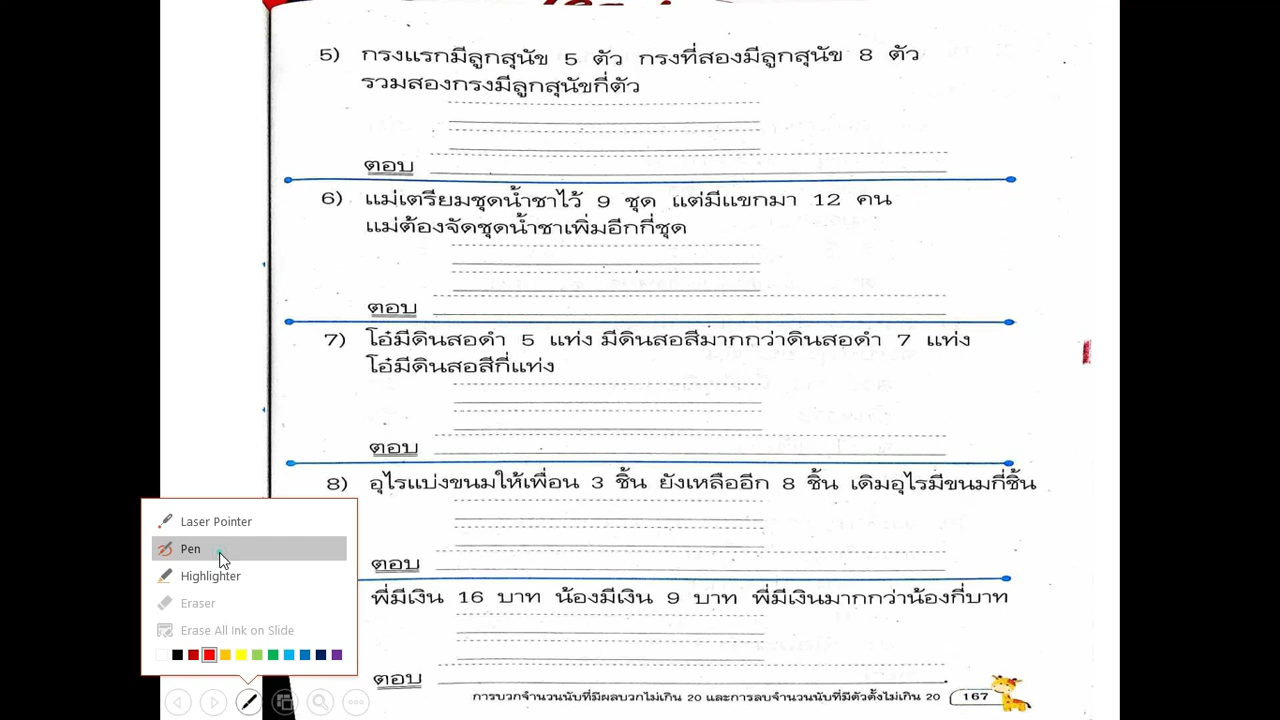 5) กรงแรกมีลูกสุนัข 5 ตัว กรงที่สองมีลูกสุนัข 8 ตัว
รวมสองกรงมีลูกสุนัขกี่ตัว
ตอบ
6) แม่เตรียมชุดน้ำชาไว้ 9 ชุด แต่มีแขกมา 12 คน
แม่ต้องจัดชุดน้ำชาเพิ่มอีกกี่ชุด
ตอบ
7) โอ๋มีดินสอดำ 5 แท่ง มีดินสอสีมากกว่าดินสอดำ 7 แท่ง
โอ๋มีดินสอสีกี่แท่ง
ตอบ
8) อุไรแบ่งขนมให้เพื่อน 3 ชิ้น ยังเหลืออีก 8 ชิ้น เดิมอุไรมีขนมกี่ชิ้น
ตอบ
พี่มีเงิน 16 บาท น้องมีเงิน 9 บาท พี่มีเงินมากกว่าน้องกี่บาท
ตอบ
การบวกจำนวนนับที่มีผลบวกไม่เกิน 20 และการลบจำนวนนับที่มีตัวตั้งไม่เกิน 20 167
Laser Pointer
Pen
Highlighter
Eraser
Erase All Ink on Slide